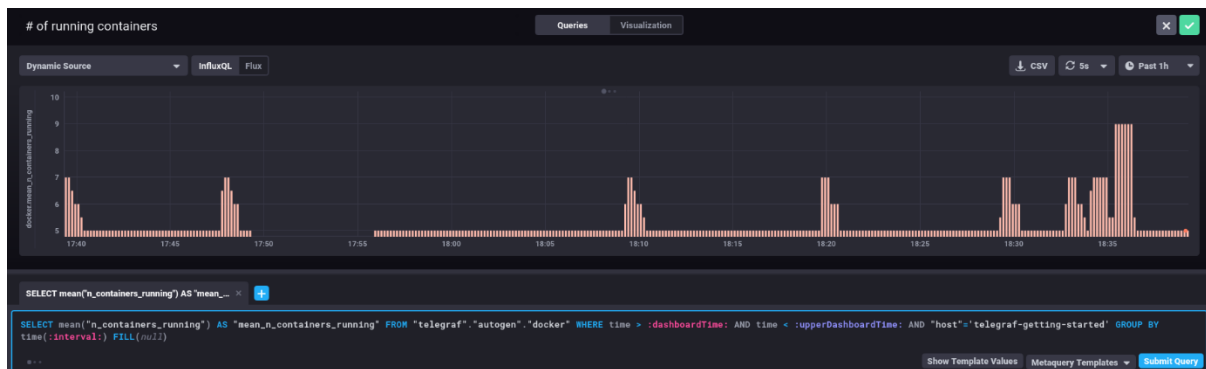 # of running containers
Queries Visualization
Dynamic Source
InfluxQL Flux
CSV
5s
Past 1h
docker.mean_n_containers_running
10
9
8
7
6
5
17:40 17:45 17:50 17:55 18:00 18:05 18:10 18:15 18:20 18:25 18:30 18:35
SELECT mean("n_containers_running") AS "mean_... ×
SELECT mean("n_containers_running") AS "mean_n_containers_running" FROM "telegraf"."autogen"."docker" WHERE time > :dashboardTime: AND time < :upperDashboardTime: AND "host"='telegraf-getting-started' GROUP BY
time(:interval:) FILL(null)
Show Template Values Metaquery Templates Submit Query